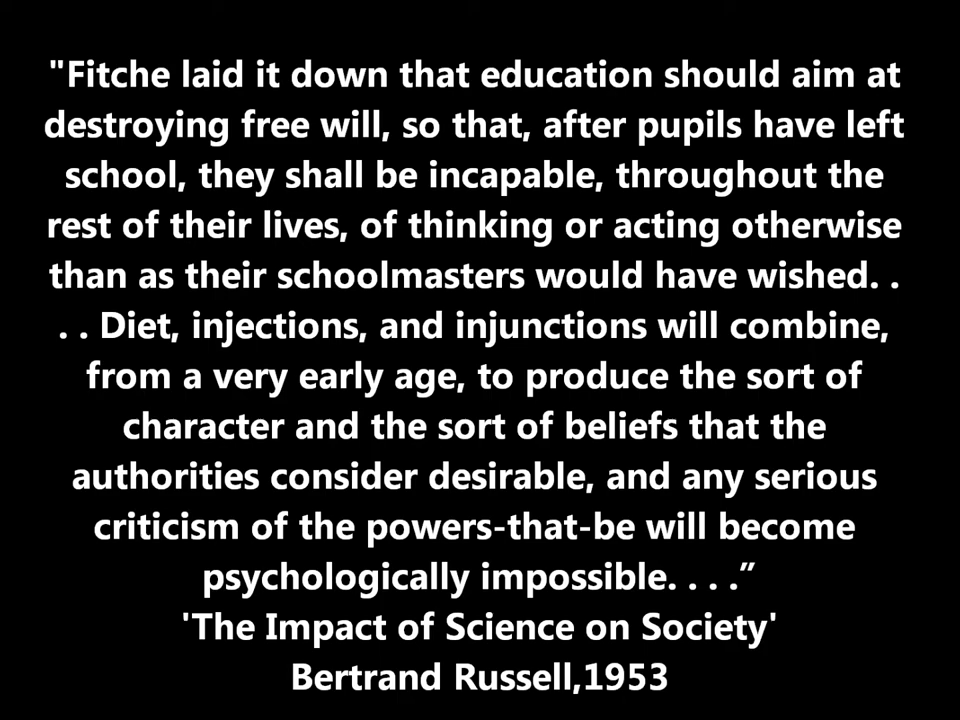 "Fitche laid it down that education should aim at
destroying free will, so that, after pupils have left
school, they shall be incapable, throughout the
rest of their lives, of thinking or acting otherwise
than as their schoolmasters would have wished. .
. . Diet, injections, and injunctions will combine,
from a very early age, to produce the sort of
character and the sort of beliefs that the
authorities consider desirable, and any serious
criticism of the powers-that-be will become
psychologically impossible. . . .”
'The Impact of Science on Society'
Bertrand Russell,1953